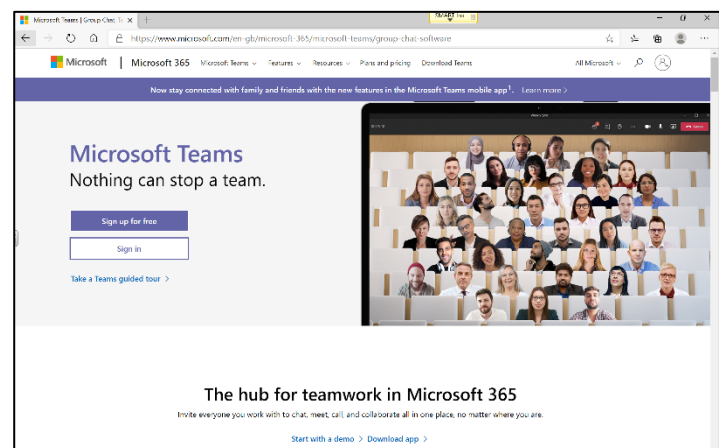 Microsoft Teams | Group Chat, Te
SMART Ink
https://www.microsoft.com/en-gb/microsoft-365/microsoft-teams/group-chat-software
Microsoft | Microsoft 365 Microsoft Teams Features Resources Plans and pricing Download Teams All Microsoft
Now stay connected with family and friends with the new features in the Microsoft Teams mobile app1. Learn more >
Microsoft Teams
Nothing can stop a team.
Sign up for free
Sign in
Take a Teams guided tour >
The hub for teamwork in Microsoft 365
Invite everyone you work with to chat, meet, call, and collaborate all in one place, no matter where you are.
Start with a demo > Download app >